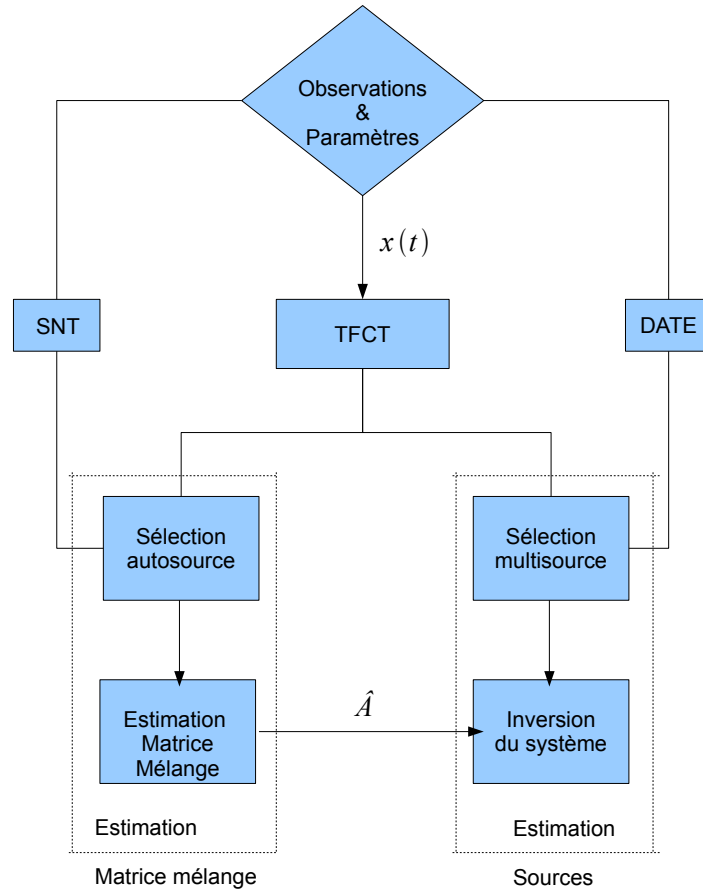 Observations
&
Paramètres
x(t)
SNT
TFCT
DATE
Sélection
autosource
Sélection
multisource
Estimation
Matrice
Mélange
Â
Inversion
du système
Estimation
Estimation
Matrice mélange
Sources